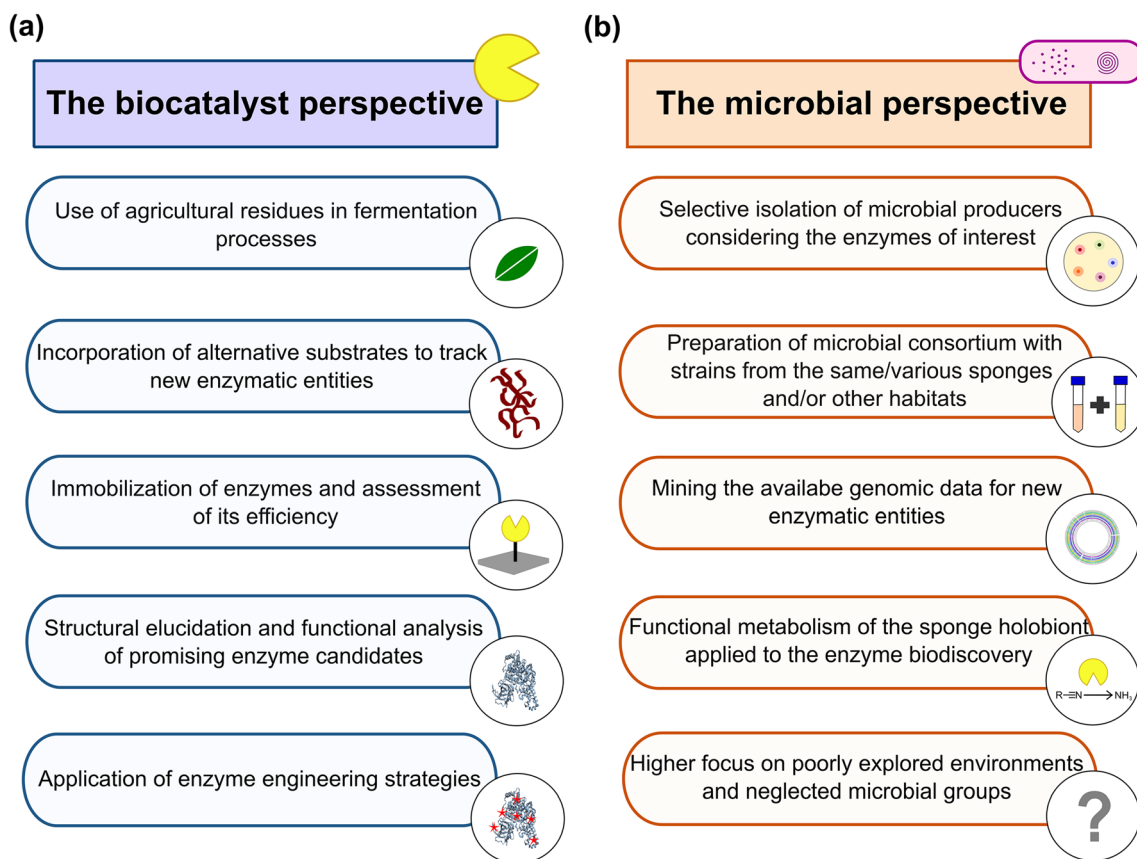 (a)
The biocatalyst perspective
Use of agricultural residues in fermentation
processes
Incorporation of alternative substrates to track
new enzymatic entities
Immobilization of enzymes and assessment
of its efficiency
Structural elucidation and functional analysis
of promising enzyme candidates
Application of enzyme engineering strategies
(b)
The microbial perspective
Selective isolation of microbial producers
considering the enzymes of interest
Preparation of microbial consortium with
strains from the same/various sponges
and/or other habitats
Mining the availabe genomic data for new
enzymatic entities
Functional metabolism of the sponge holobiont
applied to the enzyme biodiscovery
R−≡N → NH₃
Higher focus on poorly explored environments
and neglected microbial groups
?